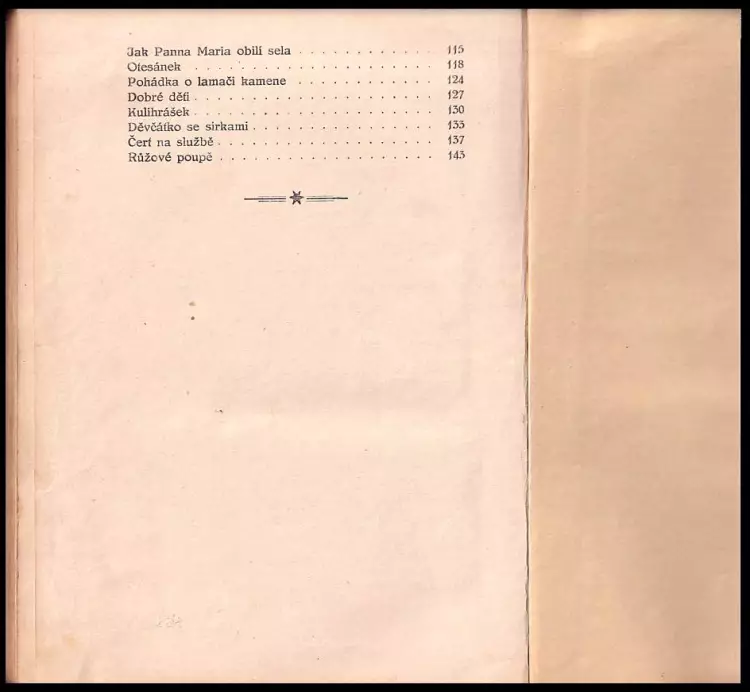 Jak Panna Maria obilí sela . . . . . . . . . . . . 115
Otesánek . . . . . . . . . . . . . . . . . . 118
Pohádka o lamači kamene . . . . . . . . . . . . 124
Dobré děti . . . . . . . . . . . . . . . . . . 127
Kulihrášek . . . . . . . . . . . . . . . . . . 130
Děvčátko se sirkami . . . . . . . . . . . . . . 133
Čert na službě . . . . . . . . . . . . . . . . . 137
Růžové poupě . . . . . . . . . . . . . . . . . 143